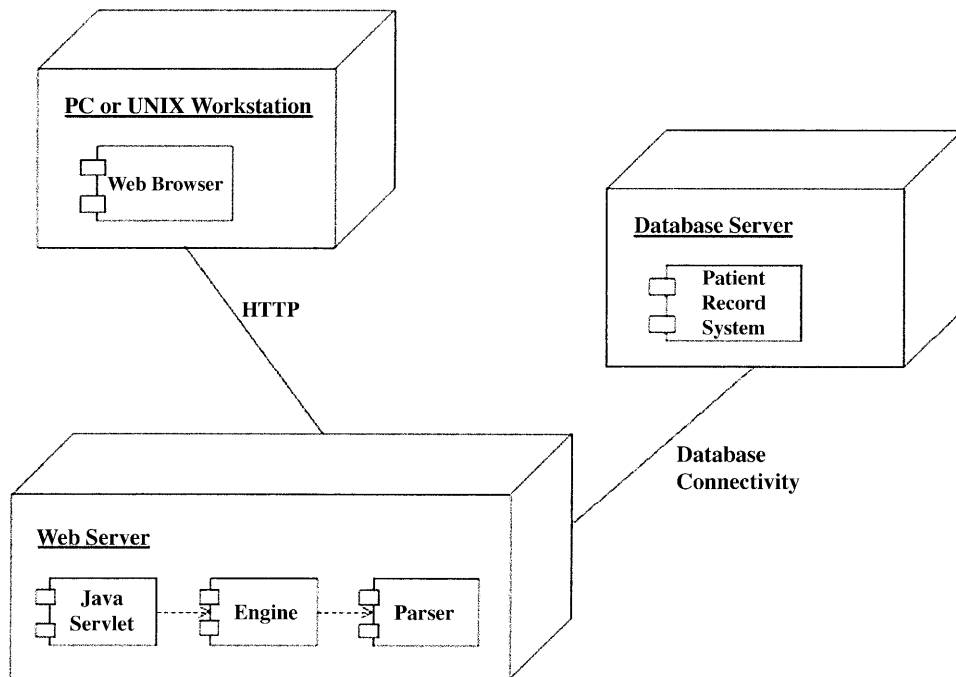 PC or UNIX Workstation
Web Browser
Database Server
Patient
Record
System
HTTP
Database
Connectivity
Web Server
Java
Servlet
Engine
Parser